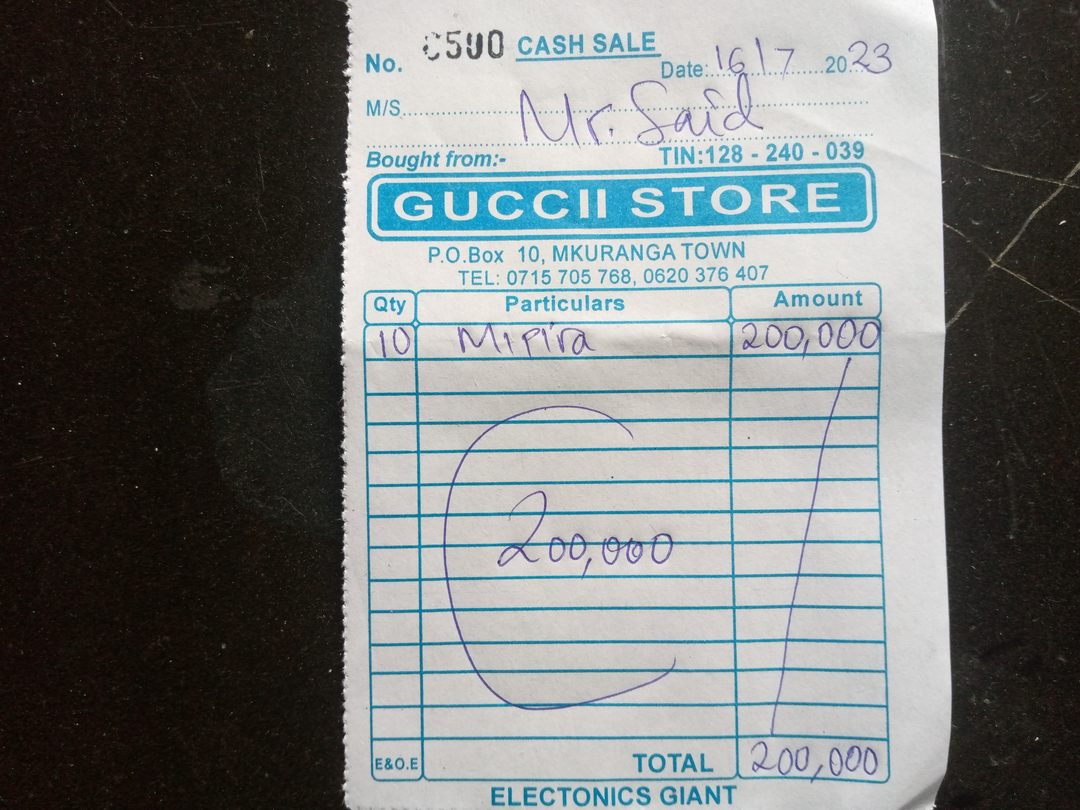 No. 0590 CASH SALE
Date: 16/7 2023
M/S Mr. Said
Bought from:- TIN:128 - 240 - 039
GUCCII STORE
P.O.Box 10, MKURANGA TOWN
TEL: 0715 705 768, 0620 376 407
Qty Particulars Amount
10 Mipira 200,000
200,000
E&O.E TOTAL 200,000
ELECTONICS GIANT